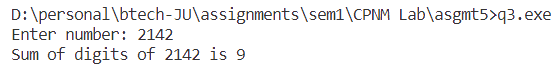 D:\personal\btech-JU\assignments\sem1\CPNM Lab\asgmt5>q3.exe
Enter number: 2142
Sum of digits of 2142 is 9